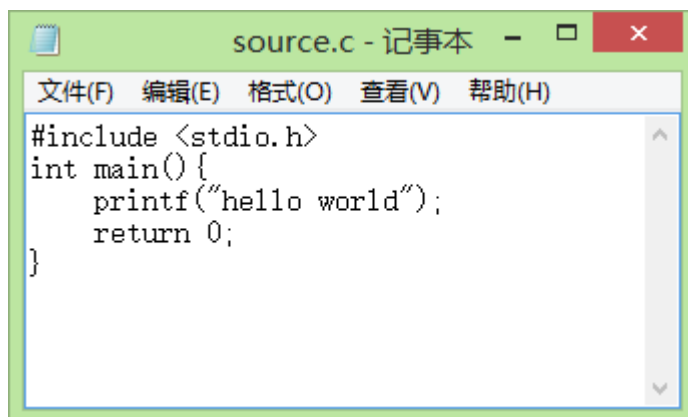 source.c - 记事本
文件(F) 编辑(E) 格式(O) 查看(V) 帮助(H)
#include <stdio.h>
int main(){
    printf("hello world");
    return 0;
}